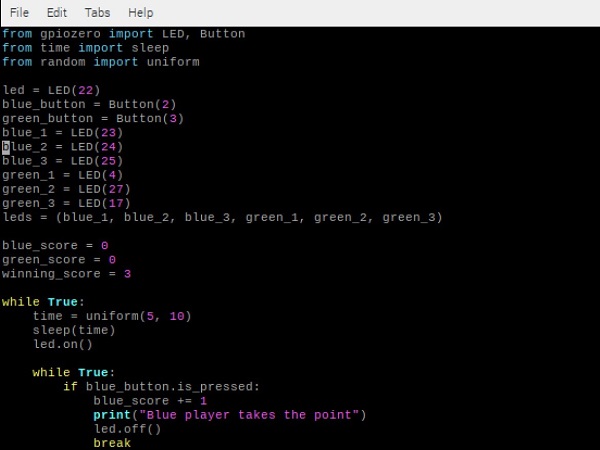 File Edit Tabs Help
from gpiozero import LED, Button
from time import sleep
from random import uniform

led = LED(22)
blue_button = Button(2)
green_button = Button(3)
blue_1 = LED(23)
blue_2 = LED(24)
blue_3 = LED(25)
green_1 = LED(4)
green_2 = LED(27)
green_3 = LED(17)
leds = (blue_1, blue_2, blue_3, green_1, green_2, green_3)

blue_score = 0
green_score = 0
winning_score = 3

while True:
    time = uniform(5, 10)
    sleep(time)
    led.on()

    while True:
        if blue_button.is_pressed:
            blue_score += 1
            print("Blue player takes the point")
            led.off()
            break